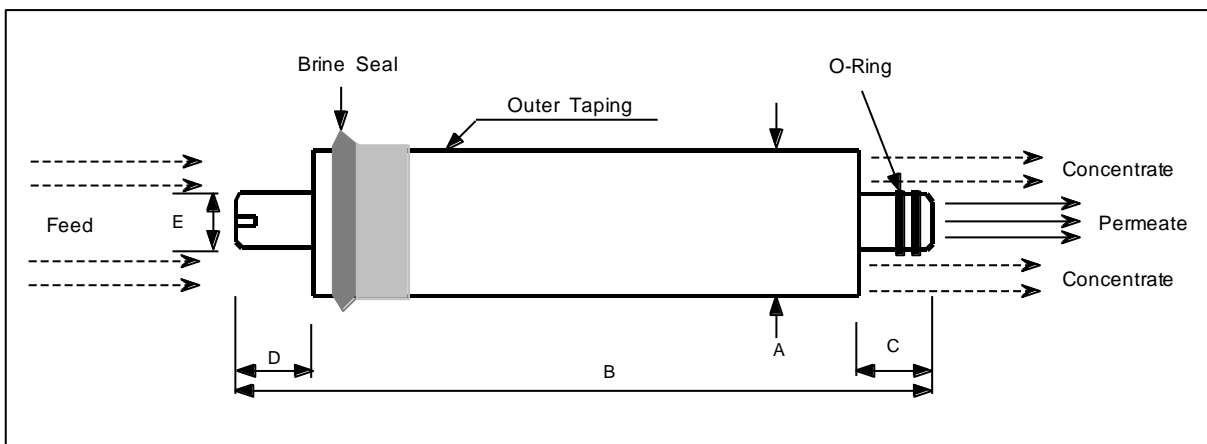 Brine Seal
O-Ring
Outer Taping
Concentrate
Feed
E
Permeate
Concentrate
D
A
C
B